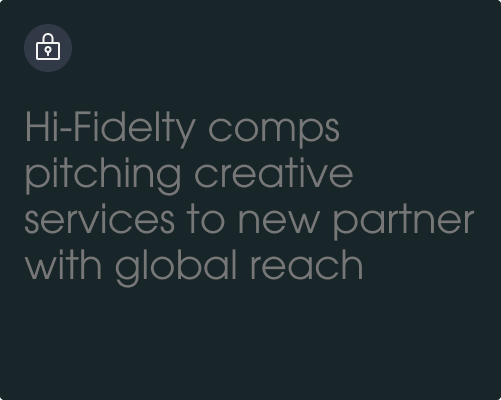 Hi-Fidelty comps
pitching creative
services to new partner
with global reach